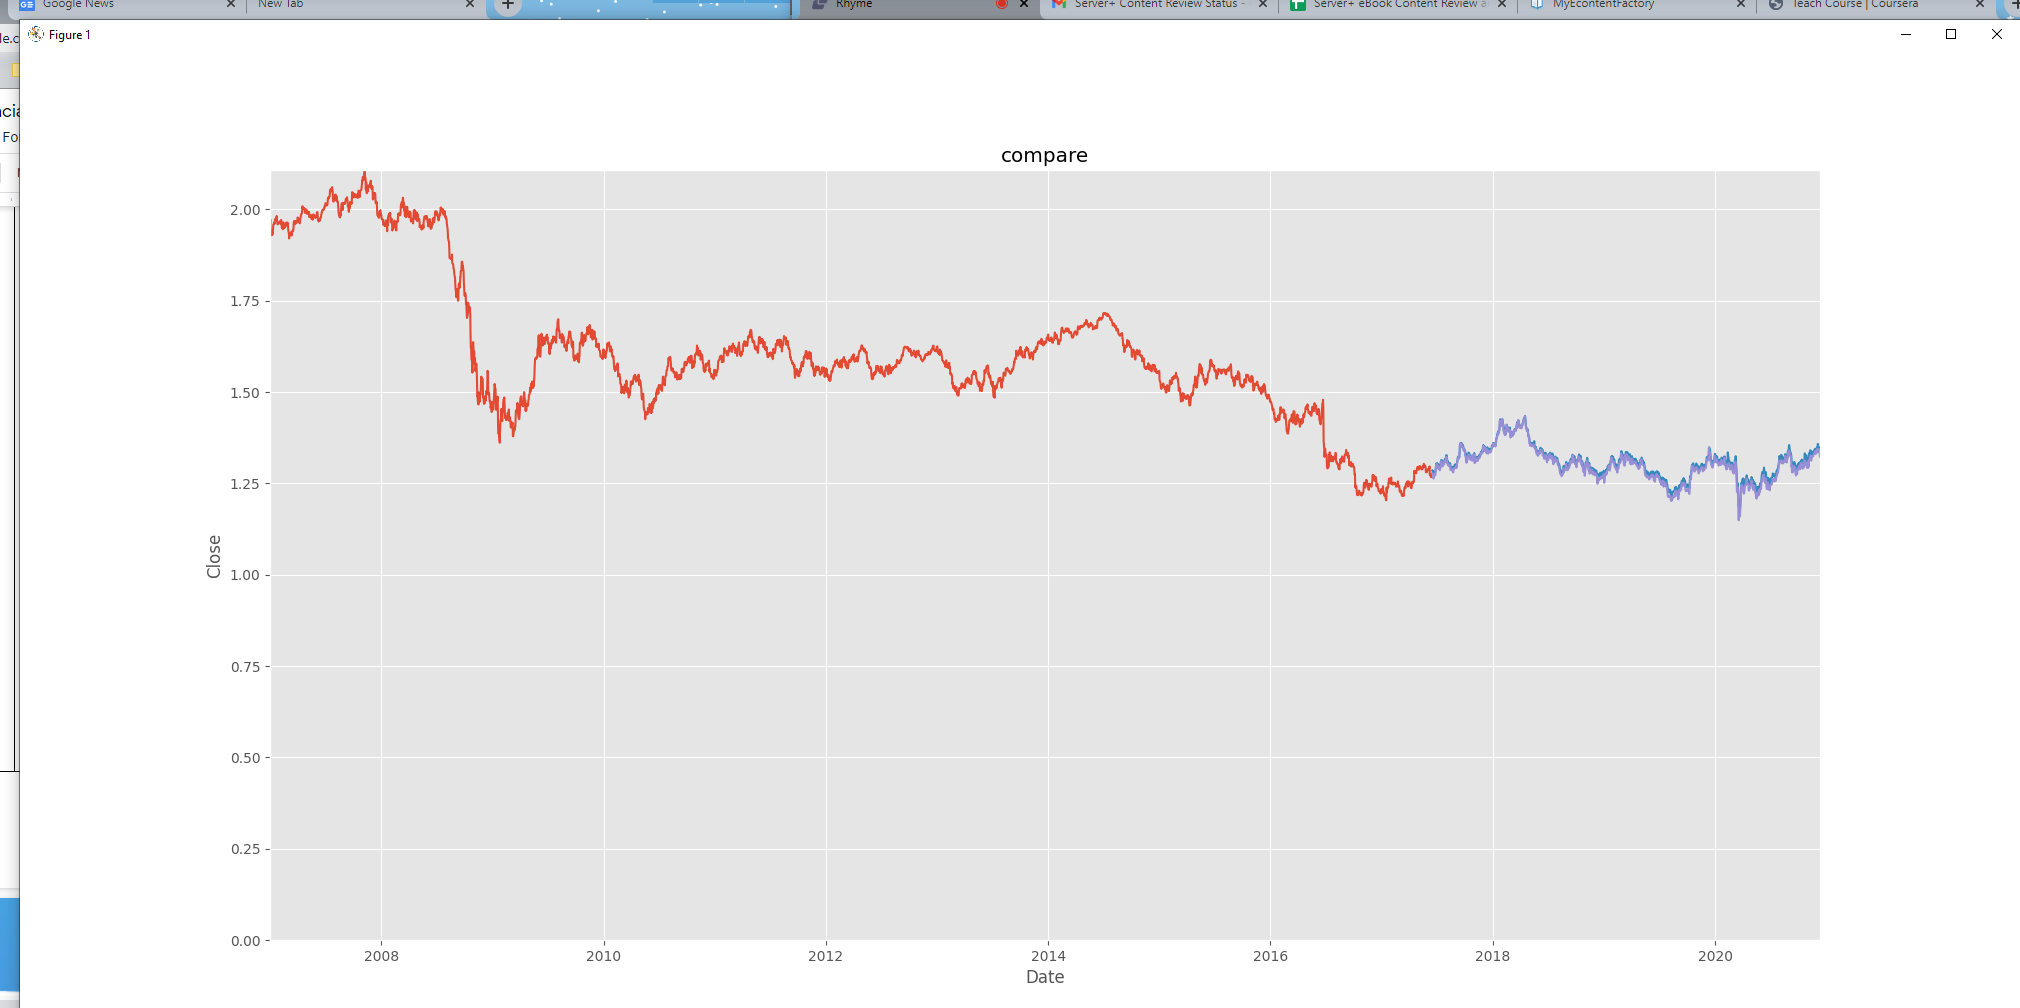 Google News
New Tab
Rhyme
Server+ Content Review Status -
Server+ eBook Content Review a
MyEcontentFactory
Teach Course | Coursera
Figure 1
compare
2.00
1.75
1.50
1.25
1.00
0.75
0.50
0.25
0.00
Close
2008
2010
2012
2014
2016
2018
2020
Date